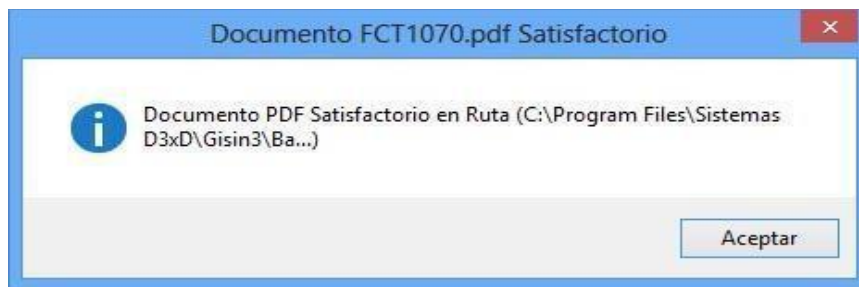 Documento FCT1070.pdf Satisfactorio
Documento PDF Satisfactorio en Ruta (C:\Program Files\Sistemas
D3xD\Gisin3\Ba...)
Aceptar